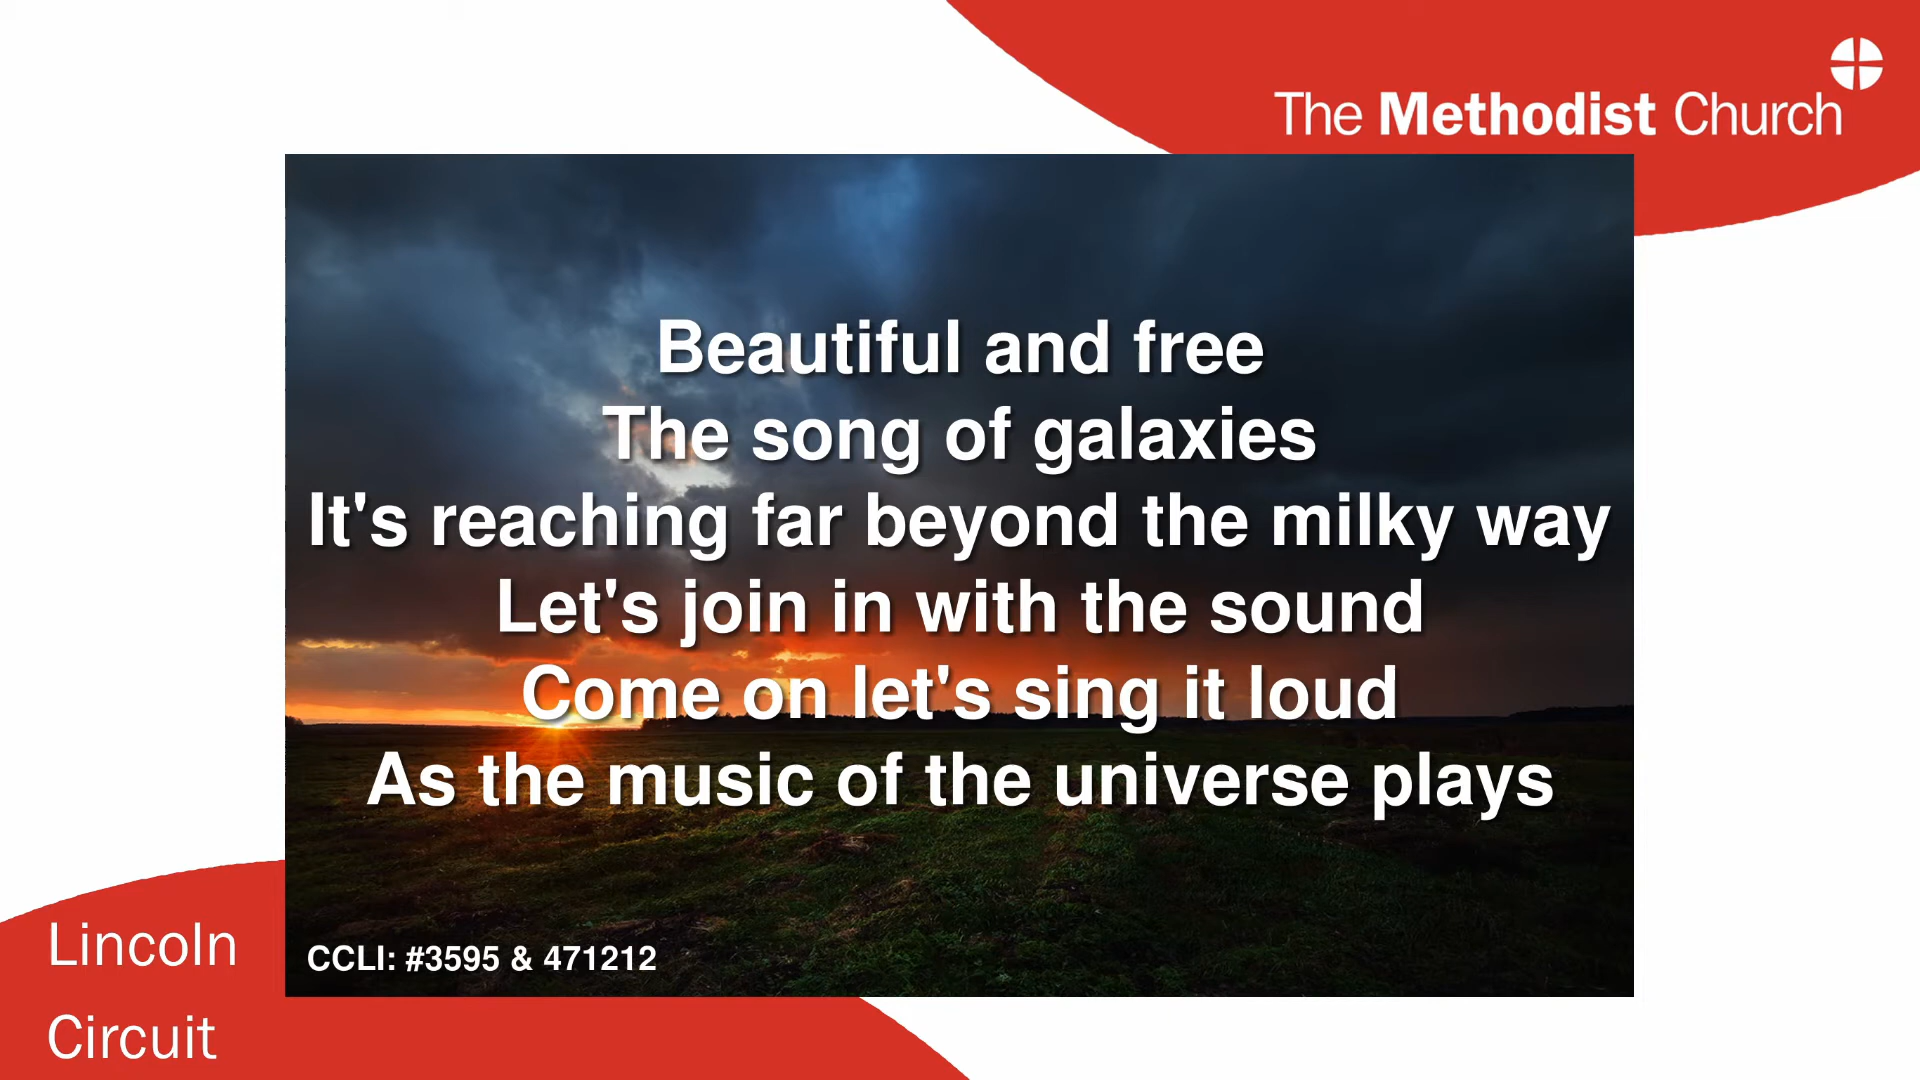 The Methodist Church
Beautiful and free
The song of galaxies
It's reaching far beyond the milky way
Let's join in with the sound
Come on let's sing it loud
As the music of the universe plays
CCLI: #3595 & 471212
Lincoln
Circuit